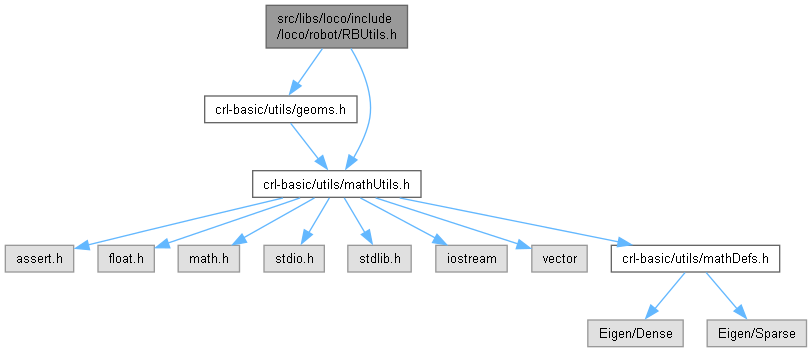 src/libs/loco/include
/loco/robot/RBUtils.h
crl-basic/utils/geoms.h
crl-basic/utils/mathUtils.h
assert.h
float.h
math.h
stdio.h
stdlib.h
iostream
vector
crl-basic/utils/mathDefs.h
Eigen/Dense
Eigen/Sparse